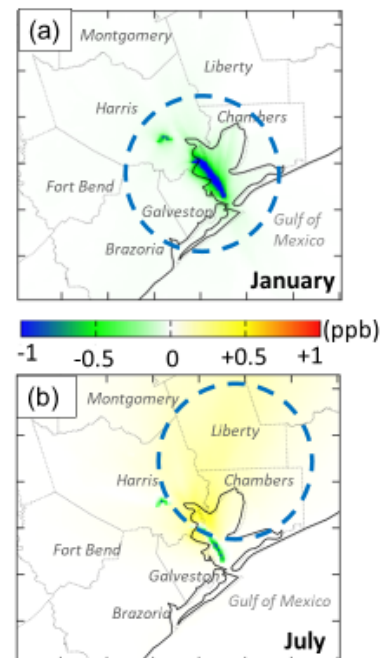 (a)
Montgomery
Liberty
Harris
Chambers
Fort Bend
Galveston
Gulf of
Mexico
Brazoria
January
(ppb)
-1 -0.5 0 +0.5 +1
(b)
Montgomery
Liberty
Harris
Chambers
Fort Bend
Galveston
Gulf of Mexico
Brazoria
July